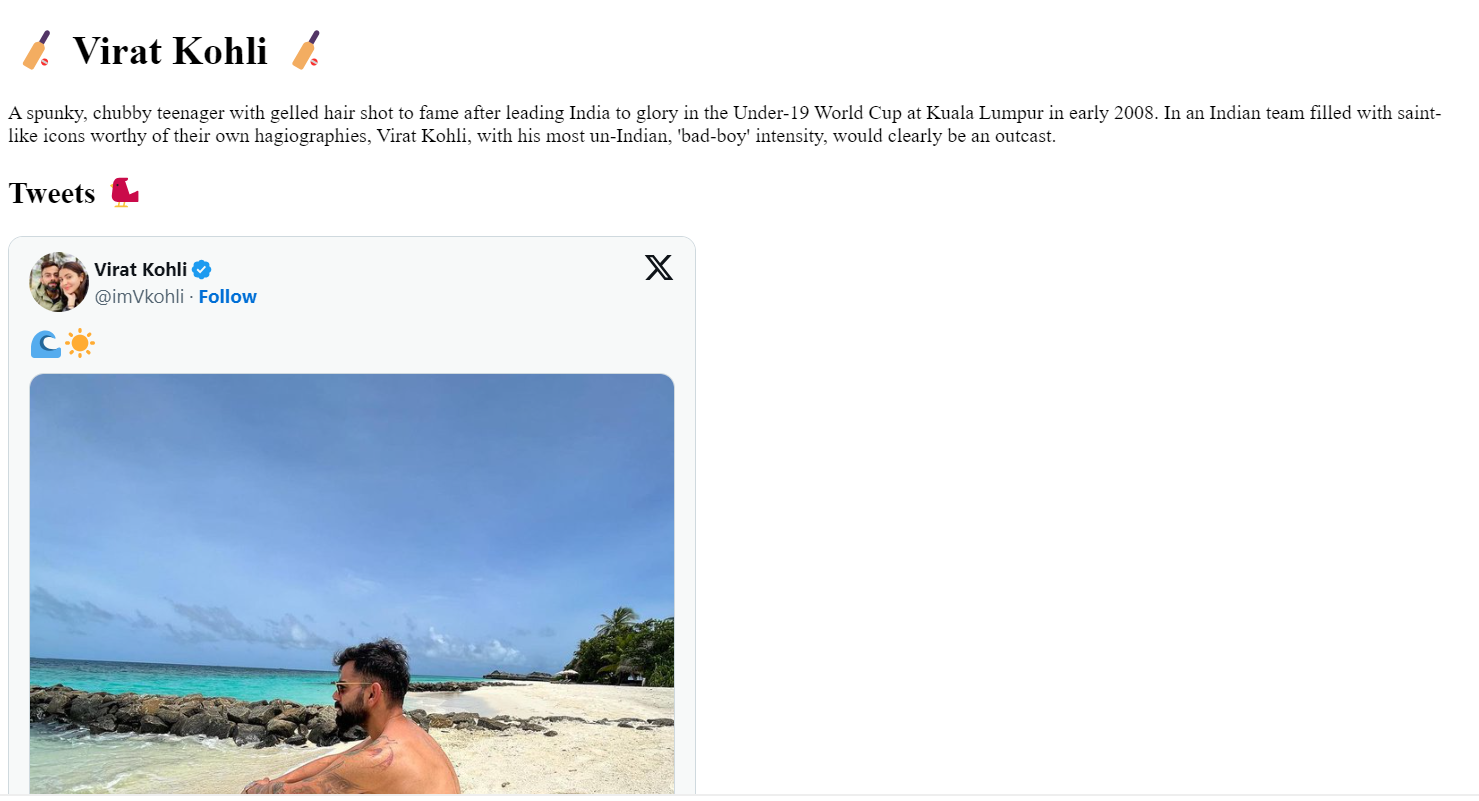 Virat Kohli
A spunky, chubby teenager with gelled hair shot to fame after leading India to glory in the Under-19 World Cup at Kuala Lumpur in early 2008. In an Indian team filled with saint-
like icons worthy of their own hagiographies, Virat Kohli, with his most un-Indian, 'bad-boy' intensity, would clearly be an outcast.
Tweets
Virat Kohli
@imVkohli · Follow